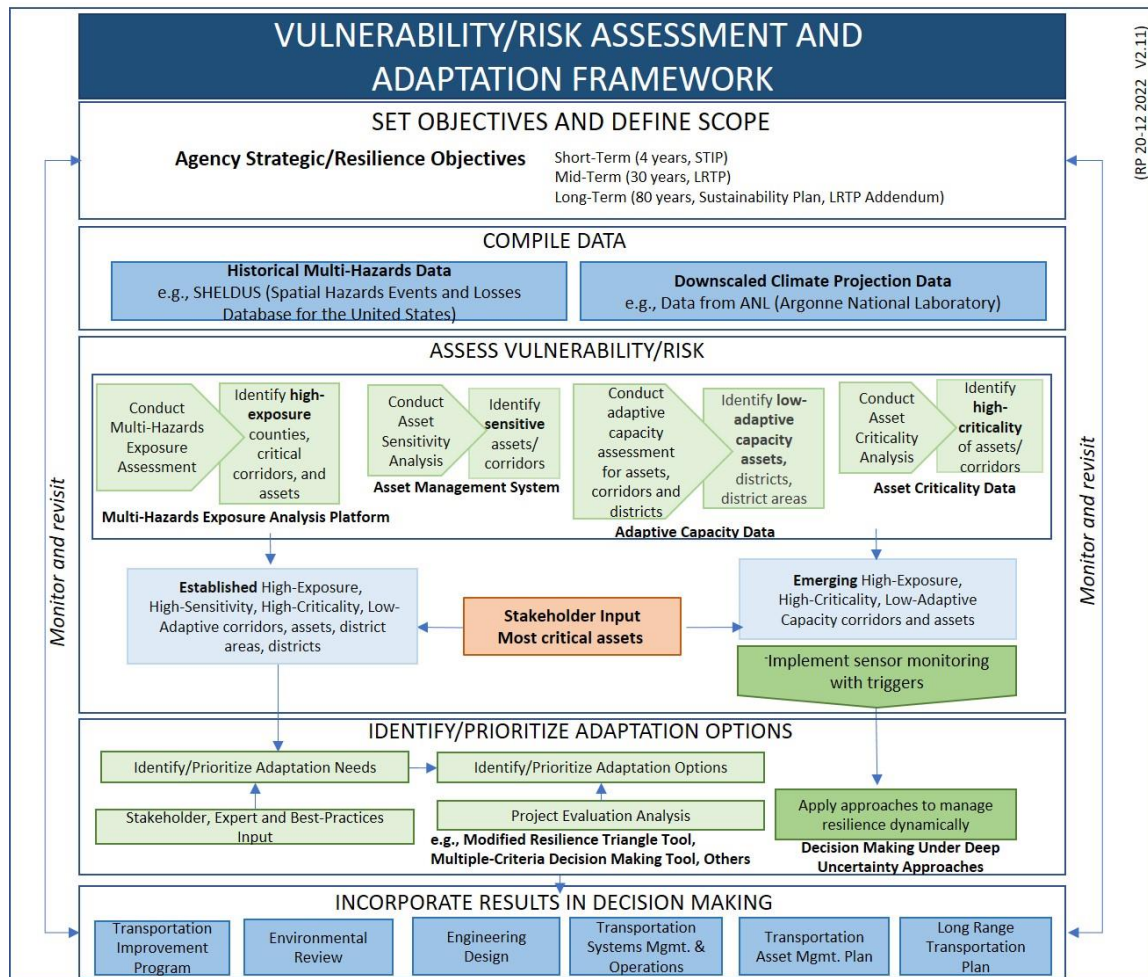 VULNERABILITY/RISK ASSESSMENT AND
ADAPTATION FRAMEWORK
(RP 20-12 2022 V2.11)
SET OBJECTIVES AND DEFINE SCOPE
Agency Strategic/Resilience Objectives
Short-Term (4 years, STIP)
Mid-Term (30 years, LRTP)
Long-Term (80 years, Sustainability Plan, LRTP Addendum)
COMPILE DATA
Historical Multi-Hazards Data
e.g., SHELDUS (Spatial Hazards Events and Losses
Database for the United States)
Downscaled Climate Projection Data
e.g., Data from ANL (Argonne National Laboratory)
ASSESS VULNERABILITY/RISK
Conduct
Multi-Hazards
Exposure
Assessment
Identify high-
exposure
counties,
critical
corridors, and
assets
Multi-Hazards Exposure Analysis Platform
Conduct
Asset
Sensitivity
Analysis
Identify
sensitive
assets/
corridors
Asset Management System
Conduct
adaptive
capacity
assessment
for assets,
corridors and
districts
Identify low-
adaptive
capacity
assets,
districts,
district areas
Adaptive Capacity Data
Conduct
Asset
Criticality
Analysis
Identify
high-
criticality
of assets/
corridors
Asset Criticality Data
Established High-Exposure,
High-Sensitivity, High-Criticality, Low-
Adaptive corridors, assets, district
areas, districts
Stakeholder Input
Most critical assets
Emerging High-Exposure,
High-Criticality, Low-Adaptive
Capacity corridors and assets
Implement sensor monitoring
with triggers
IDENTIFY/PRIORITIZE ADAPTATION OPTIONS
Identify/Prioritize Adaptation Needs
Identify/Prioritize Adaptation Options
Stakeholder, Expert and Best-Practices
Input
Project Evaluation Analysis
e.g., Modified Resilience Triangle Tool,
Multiple-Criteria Decision Making Tool, Others
Apply approaches to manage
resilience dynamically
Decision Making Under Deep
Uncertainty Approaches
INCORPORATE RESULTS IN DECISION MAKING
Transportation
Improvement
Program
Environmental
Review
Engineering
Design
Transportation
Systems Mgmt. &
Operations
Transportation
Asset Mgmt. Plan
Long Range
Transportation
Plan
Monitor and revisit
Monitor and revisit